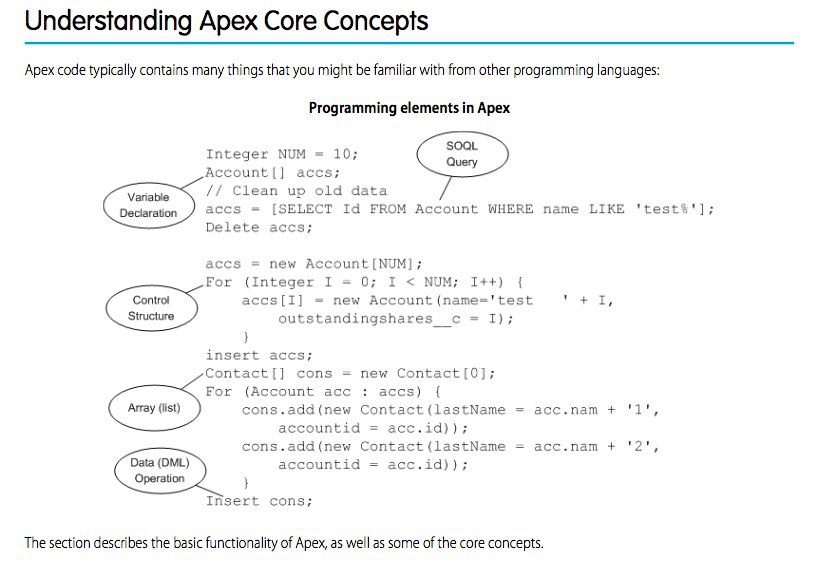 Understanding Apex Core Concepts
Apex code typically contains many things that you might be familiar with from other programming languages:
Programming elements in Apex
SOQL
Query
Integer NUM = 10;
Account[] accs;
// Clean up old data
accs = [SELECT Id FROM Account WHERE name LIKE 'test%'];
Delete accs;
Variable
Declaration
accs = new Account[NUM];
For (Integer I = 0; I < NUM; I++) {
accs[I] = new Account(name='test ' + I,
outstandingshares__c = I);
}
Control
Structure
insert accs;
Contact[] cons = new Contact[0];
For (Account acc : accs) {
cons.add(new Contact(lastName = acc.nam + '1',
accountid = acc.id));
cons.add(new Contact(lastName = acc.nam + '2',
accountid = acc.id));
}
Array (list)
Data (DML)
Operation
Insert cons;
The section describes the basic functionality of Apex, as well as some of the core concepts.